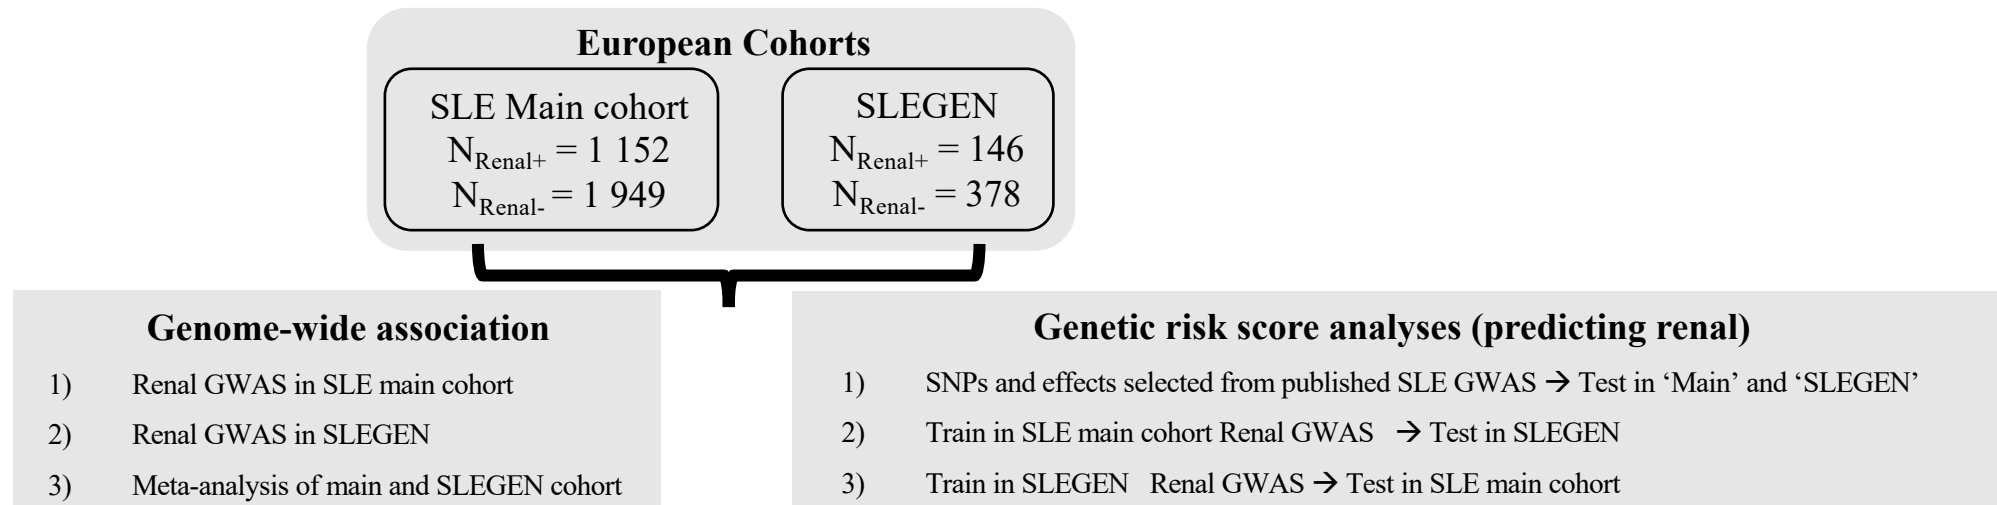 European Cohorts
SLE Main cohort
N_Renal+ = 1 152
N_Renal- = 1 949
SLEGEN
N_Renal+ = 146
N_Renal- = 378
Genome-wide association
1) Renal GWAS in SLE main cohort
2) Renal GWAS in SLEGEN
3) Meta-analysis of main and SLEGEN cohort
Genetic risk score analyses (predicting renal)
1) SNPs and effects selected from published SLE GWAS → Test in ‘Main’ and ‘SLEGEN’
2) Train in SLE main cohort Renal GWAS → Test in SLEGEN
3) Train in SLEGEN Renal GWAS → Test in SLE main cohort